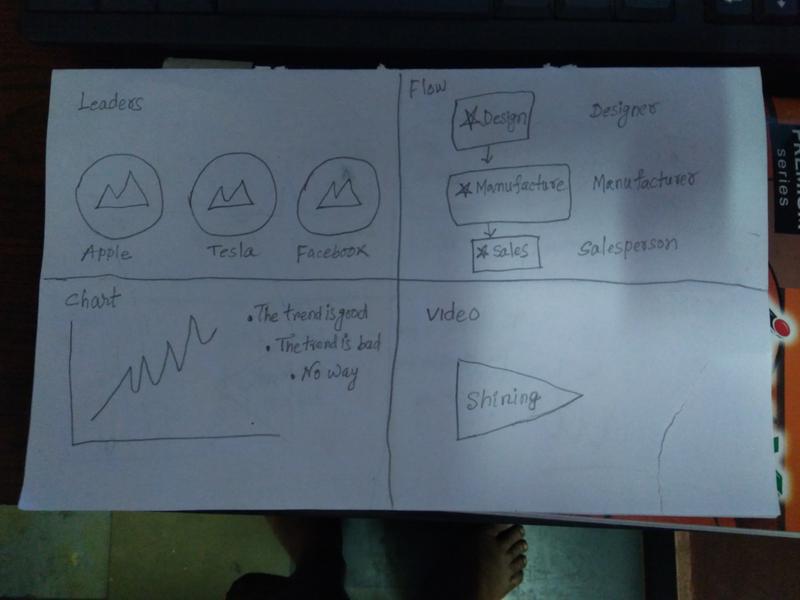 Leaders
Apple
Tesla
Facebook
Flow
Design
Designer
Manufacture
Manufacturer
Sales
Salesperson
Chart
• The trend is good
• The trend is bad
• No way
Video
Shining
series